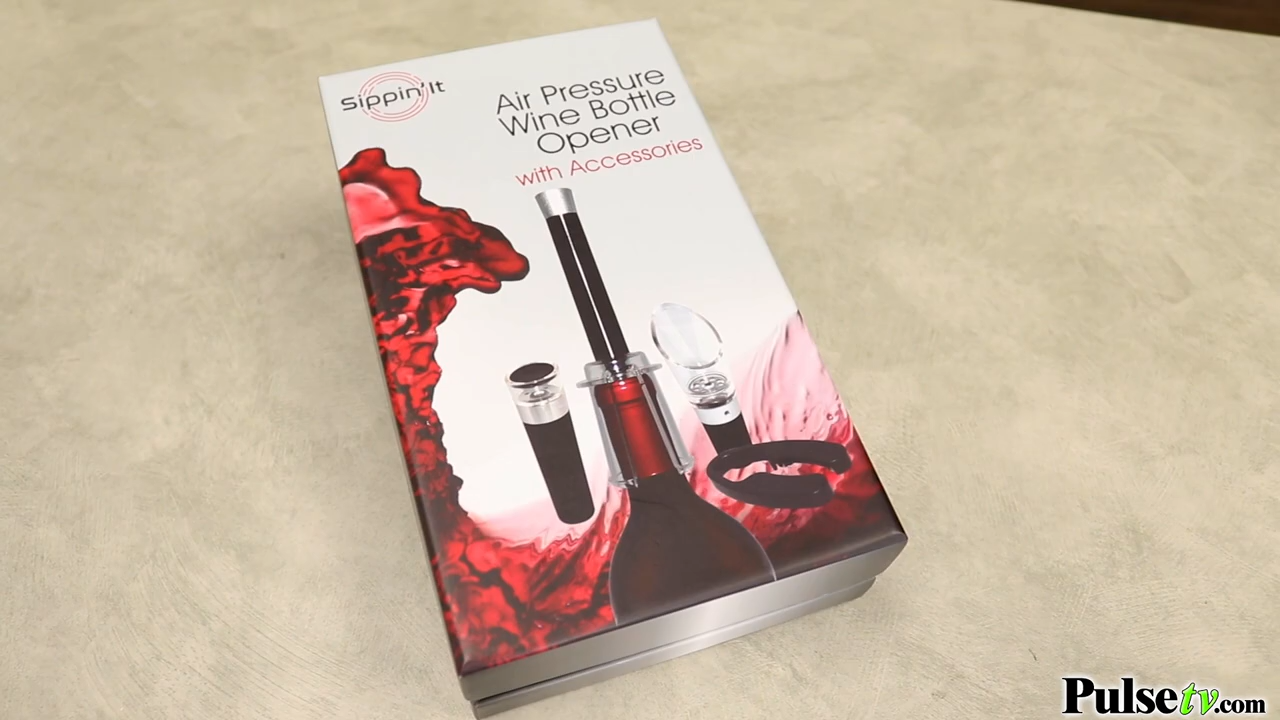 Sippin'It
Air Pressure
Wine Bottle
Opener
with Accessories
Pulsetv.com